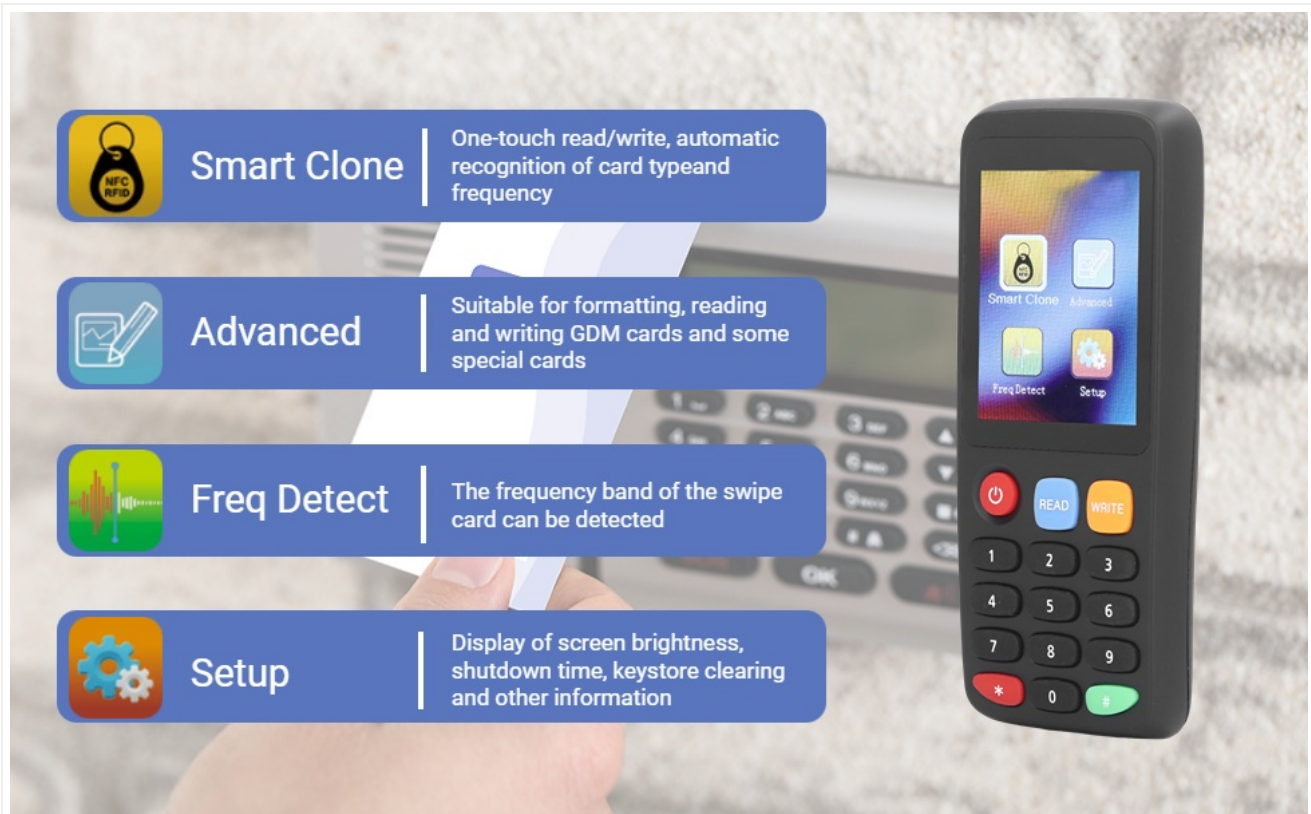 NFC
RFID
Smart Clone
One-touch read/write, automatic
recognition of card typeand
frequency
Advanced
Suitable for formatting, reading
and writing GDM cards and some
special cards
Freq Detect
The frequency band of the swipe
card can be detected
Setup
Display of screen brightness,
shutdown time, keystore clearing
and other information
Smart Clone
Advanced
Freq Detect
Setup
READ
WRITE
1
2
3
4
5
6
7
8
9
*
0
#
OK